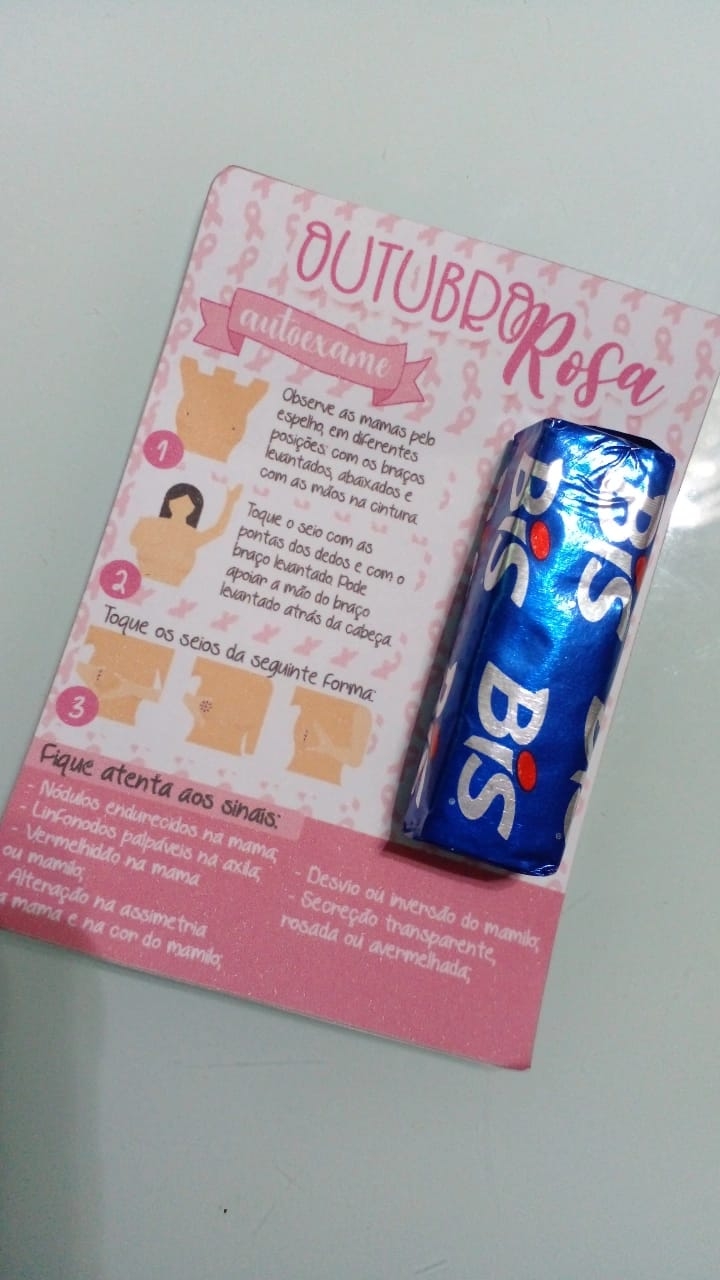 OUTUBRO
Rosa
autoexame
1
Observe as mamas pelo
espelho, em diferentes
posições: com os braços
levantados, abaixados e
com as mãos na cintura.
2
Toque o seio com as
pontas dos dedos e com o
braço levantado. Pode
apoiar a mão do braço
levantado atrás da cabeça.
Toque os seios da seguinte forma:
3
Fique atenta aos sinais:
- Nódulos endurecidos na mama;
- Linfonodos palpáveis na axila;
- Vermelhidão na mama
ou mamilo;
Alteração na assimetria
a mama e na cor do mamilo;
- Desvio ou inversão do mamilo;
- Secreção transparente,
rosada ou avermelhada;
Bis
Bis
Bis